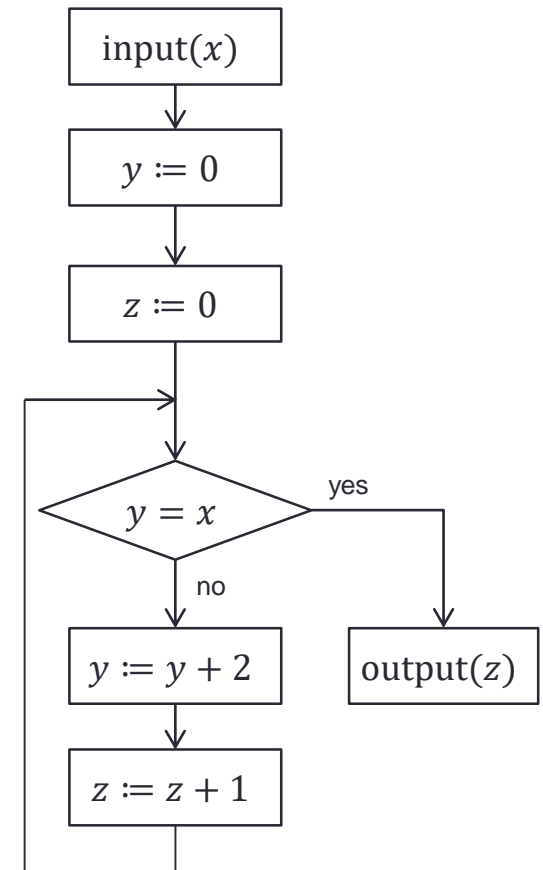 input(𝑥)
𝑦 ≔ 0
𝑧 ≔ 0
𝑦 = 𝑥
yes
no
𝑦 ≔ 𝑦 + 2
output(𝑧)
𝑧 ≔ 𝑧 + 1